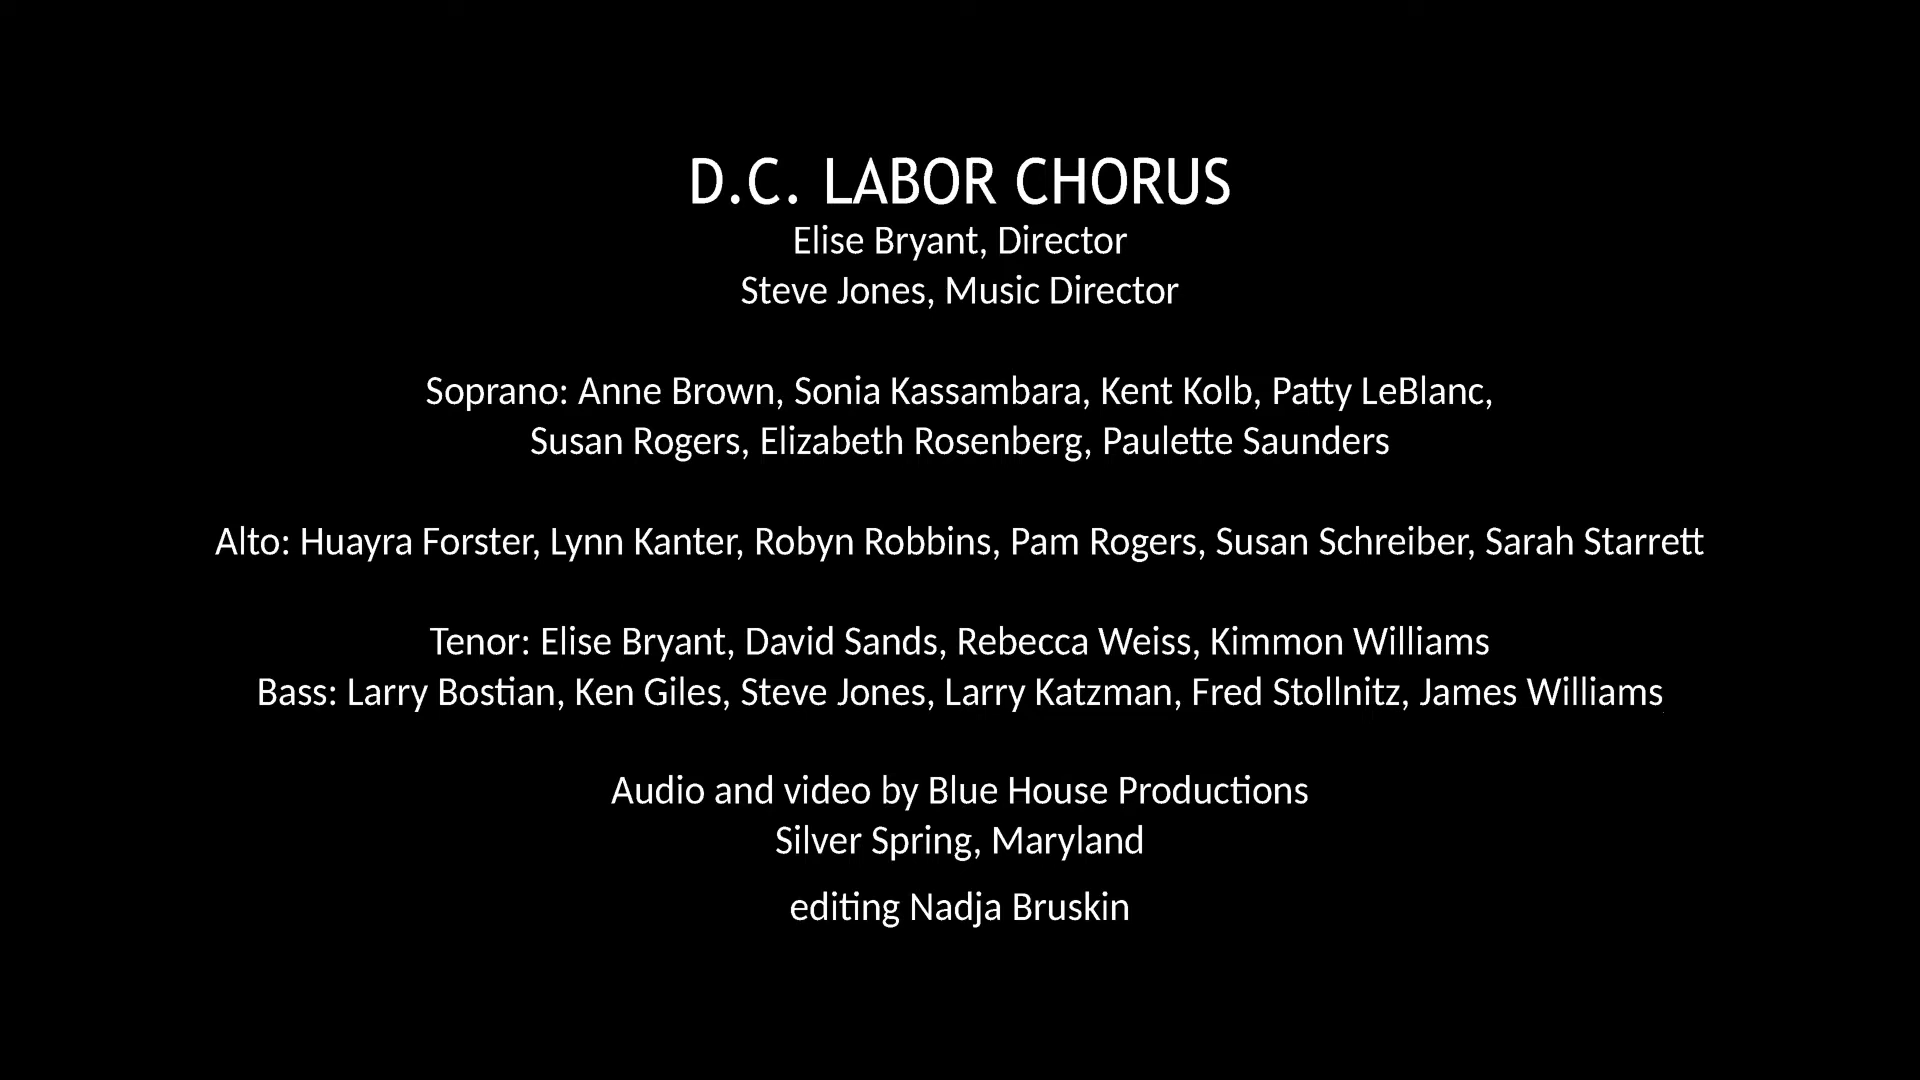 D.C. LABOR CHORUS
Elise Bryant, Director
Steve Jones, Music Director
Soprano: Anne Brown, Sonia Kassambara, Kent Kolb, Patty LeBlanc,
Susan Rogers, Elizabeth Rosenberg, Paulette Saunders
Alto: Huayra Forster, Lynn Kanter, Robyn Robbins, Pam Rogers, Susan Schreiber, Sarah Starrett
Tenor: Elise Bryant, David Sands, Rebecca Weiss, Kimmon Williams
Bass: Larry Bostian, Ken Giles, Steve Jones, Larry Katzman, Fred Stollnitz, James Williams
Audio and video by Blue House Productions
Silver Spring, Maryland
editing Nadja Bruskin